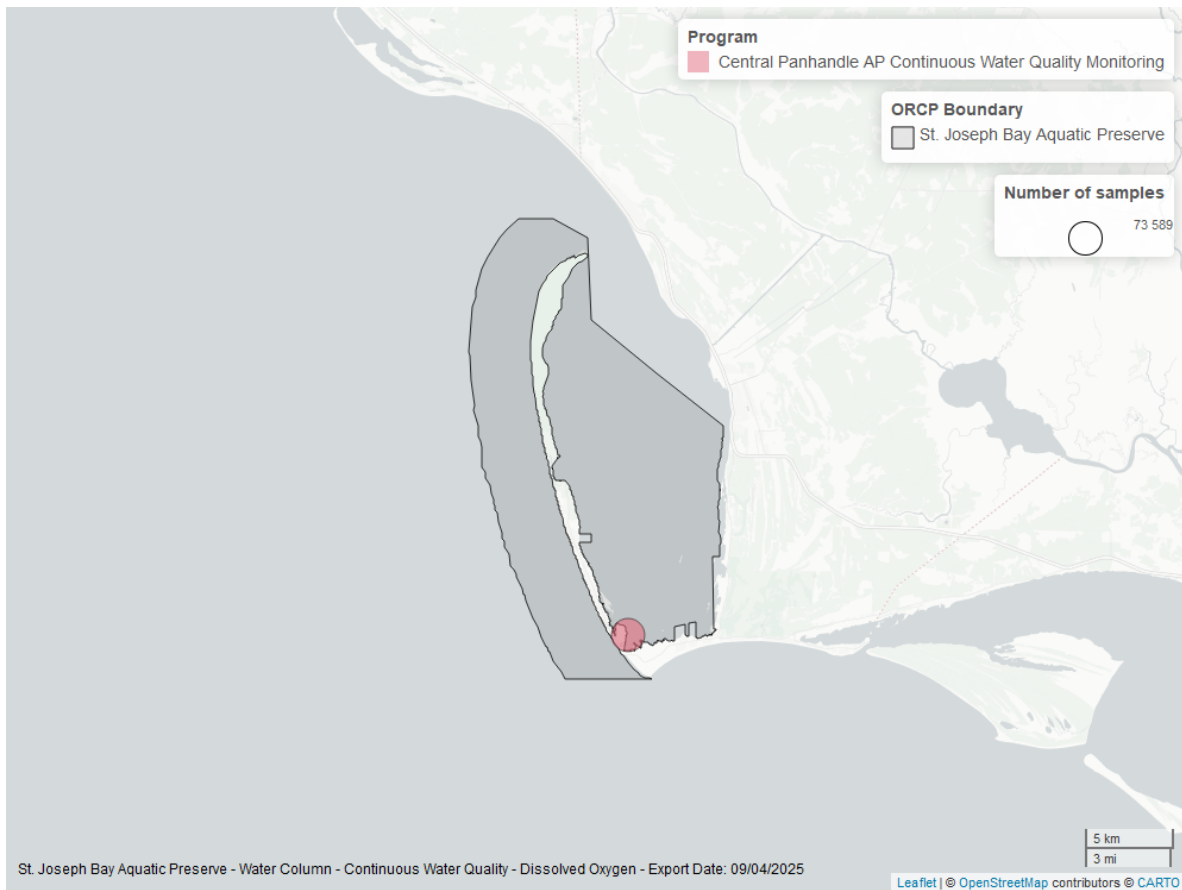 Program
Central Panhandle AP Continuous Water Quality Monitoring
ORCP Boundary
St. Joseph Bay Aquatic Preserve
Number of samples
73 589
5 km
3 mi
St. Joseph Bay Aquatic Preserve - Water Column - Continuous Water Quality - Dissolved Oxygen - Export Date: 09/04/2025
Leaflet | © OpenStreetMap contributors © CARTO